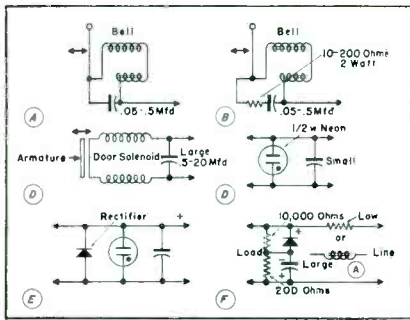 Bell
.05-.5Mfd
A
Bell
10-200 Ohms
2 Watt
.05-.5Mfd
B
Armature
Door Solenoid
Large
.5-20 Mfd
D
1/2 w Neon
Small
D
Rectifier
+
E
10,000 Ohms
Low
or
+
Load
Line
−
Large
A
+
200 Ohms
F